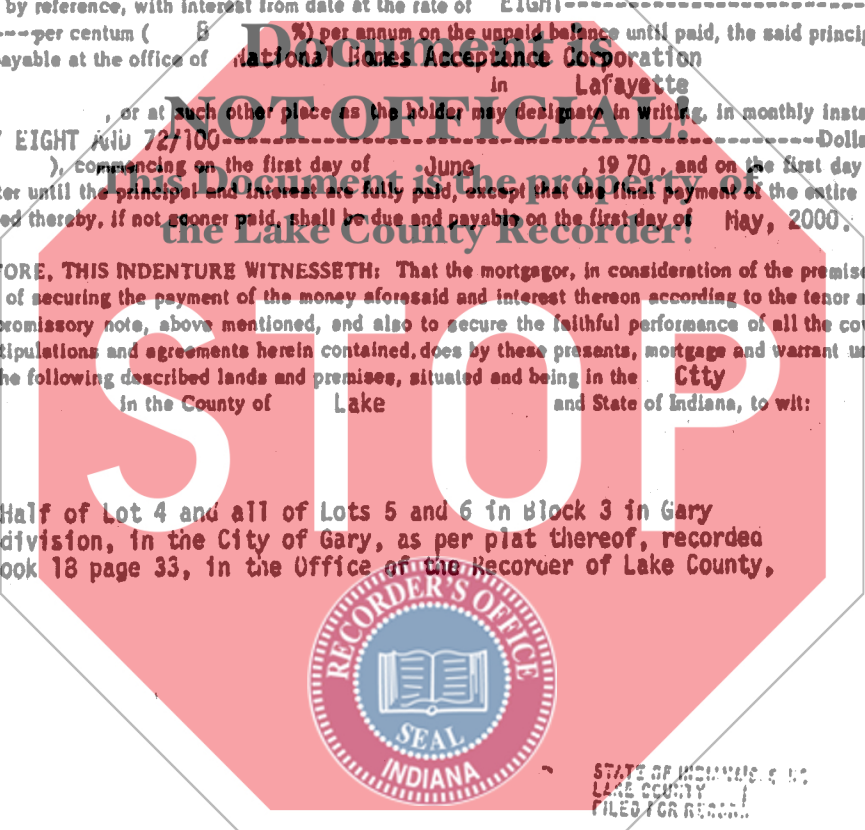 by reference, with interest from date at the rate of EIGHT------------------------
---per centum ( 8 %) per annum on the unpaid balance until paid, the said princi
Document is
ayable at the office of National Homes Acceptance Corporation
in Lafayette
, or at such other place as the holder may designate in writing, in monthly insta
NOT OFFICIAL!
EIGHT AND 72/100------------------------------------------------Dolla
), commencing on the first day of June , 1970 , and on the first day
This Document is the property of
er until the principal and interest are fully paid, except that the final payment of the entire
ed thereby, if not sooner paid, shall be due and payable on the first day of May, 2000.
the Lake County Recorder!
FORE, THIS INDENTURE WITNESSETH: That the mortgagor, in consideration of the premise
of securing the payment of the money aforesaid and interest thereon according to the tenor a
promissory note, above mentioned, and also to secure the faithful performance of all the co
tipulations and agreements herein contained, does by these presents, mortgage and warrant u
he following described lands and premises, situated and being in the City
in the County of Lake and State of Indiana, to wit:
STOP
Half of Lot 4 and all of Lots 5 and 6 in Block 3 in Gary
division, in the City of Gary, as per plat thereof, recorded
ook 18 page 33, in the Office of the Recorder of Lake County,
RECORDER'S OFFICE
SEAL
INDIANA
STATE OF INDIANA
LAKE COUNTY
FILED FOR RECORD